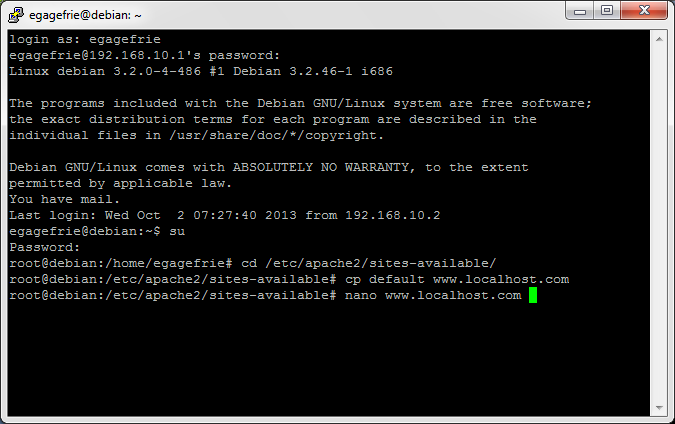 egagefrie@debian: ~
login as: egagefrie
egagefrie@192.168.10.1's password:
Linux debian 3.2.0-4-486 #1 Debian 3.2.46-1 i686
The programs included with the Debian GNU/Linux system are free software;
the exact distribution terms for each program are described in the
individual files in /usr/share/doc/*/copyright.
Debian GNU/Linux comes with ABSOLUTELY NO WARRANTY, to the extent
permitted by applicable law.
You have mail.
Last login: Wed Oct  2 07:27:40 2013 from 192.168.10.2
egagefrie@debian:~$ su
Password:
root@debian:/home/egagefrie# cd /etc/apache2/sites-available/
root@debian:/etc/apache2/sites-available# cp default www.localhost.com
root@debian:/etc/apache2/sites-available# nano www.localhost.com